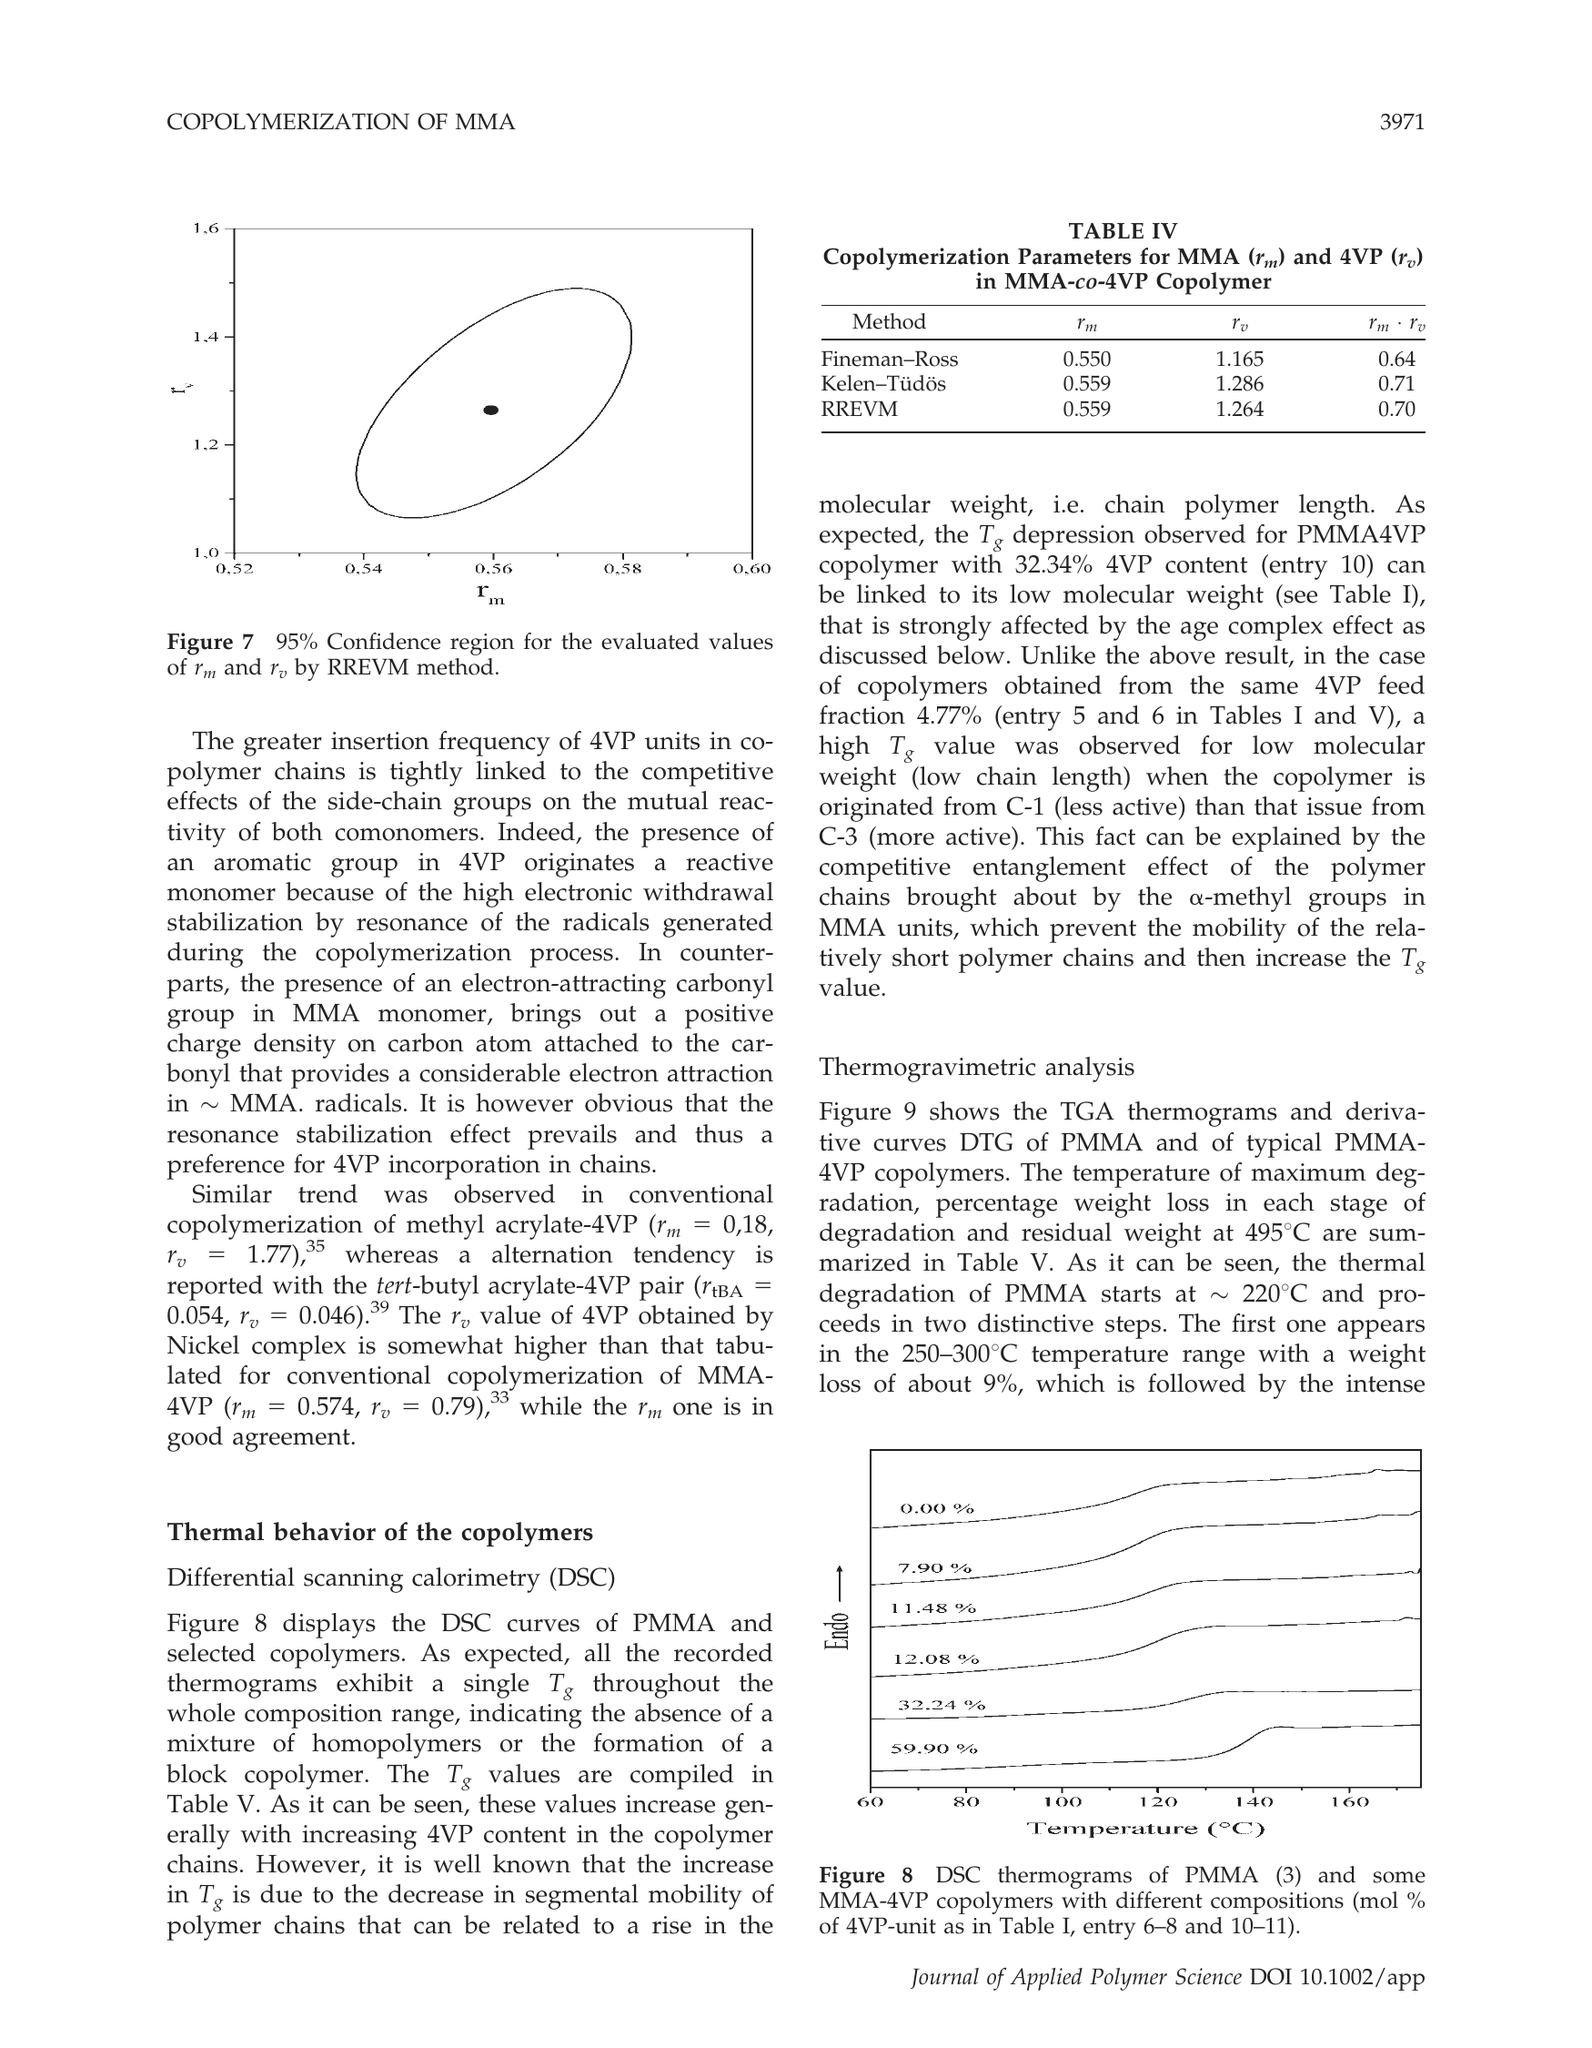 COPOLYMERIZATION OF MMA 3971
1,6
1,4
1,2
1,0
r_v
0,52 0,54 0,56 0,58 0,60
r_m
Figure 7 95% Confidence region for the evaluated values
of r_m and r_v by RREVM method.
The greater insertion frequency of 4VP units in co-
polymer chains is tightly linked to the competitive
effects of the side-chain groups on the mutual reac-
tivity of both comonomers. Indeed, the presence of
an aromatic group in 4VP originates a reactive
monomer because of the high electronic withdrawal
stabilization by resonance of the radicals generated
during the copolymerization process. In counter-
parts, the presence of an electron-attracting carbonyl
group in MMA monomer, brings out a positive
charge density on carbon atom attached to the car-
bonyl that provides a considerable electron attraction
in ~ MMA. radicals. It is however obvious that the
resonance stabilization effect prevails and thus a
preference for 4VP incorporation in chains.
Similar trend was observed in conventional
copolymerization of methyl acrylate-4VP (r_m = 0,18,
r_v = 1.77),35 whereas a alternation tendency is
reported with the tert-butyl acrylate-4VP pair (r_tBA =
0.054, r_v = 0.046).39 The r_v value of 4VP obtained by
Nickel complex is somewhat higher than that tabu-
lated for conventional copolymerization of MMA-
4VP (r_m = 0.574, r_v = 0.79),33 while the r_m one is in
good agreement.
Thermal behavior of the copolymers
Differential scanning calorimetry (DSC)
Figure 8 displays the DSC curves of PMMA and
selected copolymers. As expected, all the recorded
thermograms exhibit a single T_g throughout the
whole composition range, indicating the absence of a
mixture of homopolymers or the formation of a
block copolymer. The T_g values are compiled in
Table V. As it can be seen, these values increase gen-
erally with increasing 4VP content in the copolymer
chains. However, it is well known that the increase
in T_g is due to the decrease in segmental mobility of
polymer chains that can be related to a rise in the
TABLE IV
Copolymerization Parameters for MMA (r_m) and 4VP (r_v)
in MMA-co-4VP Copolymer
Method r_m r_v r_m · r_v
Fineman–Ross 0.550 1.165 0.64
Kelen–Tüdös 0.559 1.286 0.71
RREVM 0.559 1.264 0.70
molecular weight, i.e. chain polymer length. As
expected, the T_g depression observed for PMMA4VP
copolymer with 32.34% 4VP content (entry 10) can
be linked to its low molecular weight (see Table I),
that is strongly affected by the age complex effect as
discussed below. Unlike the above result, in the case
of copolymers obtained from the same 4VP feed
fraction 4.77% (entry 5 and 6 in Tables I and V), a
high T_g value was observed for low molecular
weight (low chain length) when the copolymer is
originated from C-1 (less active) than that issue from
C-3 (more active). This fact can be explained by the
competitive entanglement effect of the polymer
chains brought about by the α-methyl groups in
MMA units, which prevent the mobility of the rela-
tively short polymer chains and then increase the T_g
value.
Thermogravimetric analysis
Figure 9 shows the TGA thermograms and deriva-
tive curves DTG of PMMA and of typical PMMA-
4VP copolymers. The temperature of maximum deg-
radation, percentage weight loss in each stage of
degradation and residual weight at 495°C are sum-
marized in Table V. As it can be seen, the thermal
degradation of PMMA starts at ~ 220°C and pro-
ceeds in two distinctive steps. The first one appears
in the 250–300°C temperature range with a weight
loss of about 9%, which is followed by the intense
Endo →
0.00 %
7.90 %
11.48 %
12.08 %
32.24 %
59.90 %
60 80 100 120 140 160
Temperature (°C)
Figure 8 DSC thermograms of PMMA (3) and some
MMA-4VP copolymers with different compositions (mol %
of 4VP-unit as in Table I, entry 6–8 and 10–11).
Journal of Applied Polymer Science DOI 10.1002/app